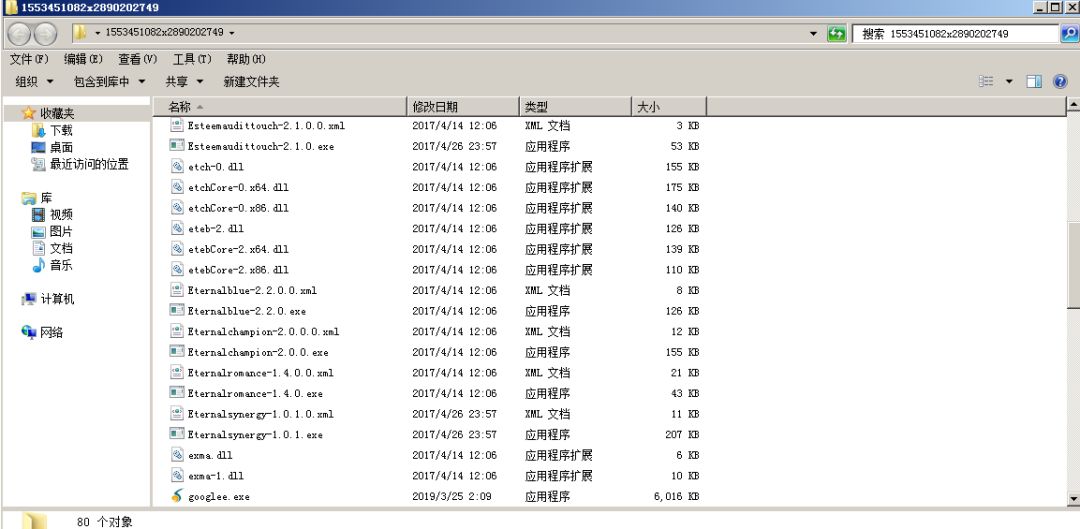 1553451082x2890202749
1553451082x2890202749
搜索 1553451082x2890202749
文件(F) 编辑(E) 查看(V) 工具(T) 帮助(H)
组织 包含到库中 共享 新建文件夹
收藏夹
下载
桌面
最近访问的位置
库
视频
图片
文档
音乐
计算机
网络
名称 修改日期 类型 大小
Esteemaudittouch-2.1.0.0.xml 2017/4/14 12:06 XML 文档 3 KB
Esteemaudittouch-2.1.0.exe 2017/4/26 23:57 应用程序 53 KB
etch-0.dll 2017/4/14 12:06 应用程序扩展 155 KB
etchCore-0.x64.dll 2017/4/14 12:06 应用程序扩展 175 KB
etchCore-0.x86.dll 2017/4/14 12:06 应用程序扩展 140 KB
eteb-2.dll 2017/4/14 12:06 应用程序扩展 126 KB
etebCore-2.x64.dll 2017/4/14 12:06 应用程序扩展 139 KB
etebCore-2.x86.dll 2017/4/14 12:06 应用程序扩展 110 KB
Eternalblue-2.2.0.0.xml 2017/4/14 12:06 XML 文档 8 KB
Eternalblue-2.2.0.exe 2017/4/14 12:06 应用程序 126 KB
Eternalchampion-2.0.0.0.xml 2017/4/14 12:06 XML 文档 12 KB
Eternalchampion-2.0.0.exe 2017/4/14 12:06 应用程序 155 KB
Eternalromance-1.4.0.0.xml 2017/4/14 12:06 XML 文档 21 KB
Eternalromance-1.4.0.exe 2017/4/14 12:06 应用程序 43 KB
Eternalsynergy-1.0.1.0.xml 2017/4/26 23:57 XML 文档 11 KB
Eternalsynergy-1.0.1.exe 2017/4/26 23:57 应用程序 207 KB
exma.dll 2017/4/14 12:06 应用程序扩展 6 KB
exma-1.dll 2017/4/14 12:06 应用程序扩展 10 KB
googlee.exe 2019/3/25 2:09 应用程序 6,016 KB
80 个对象